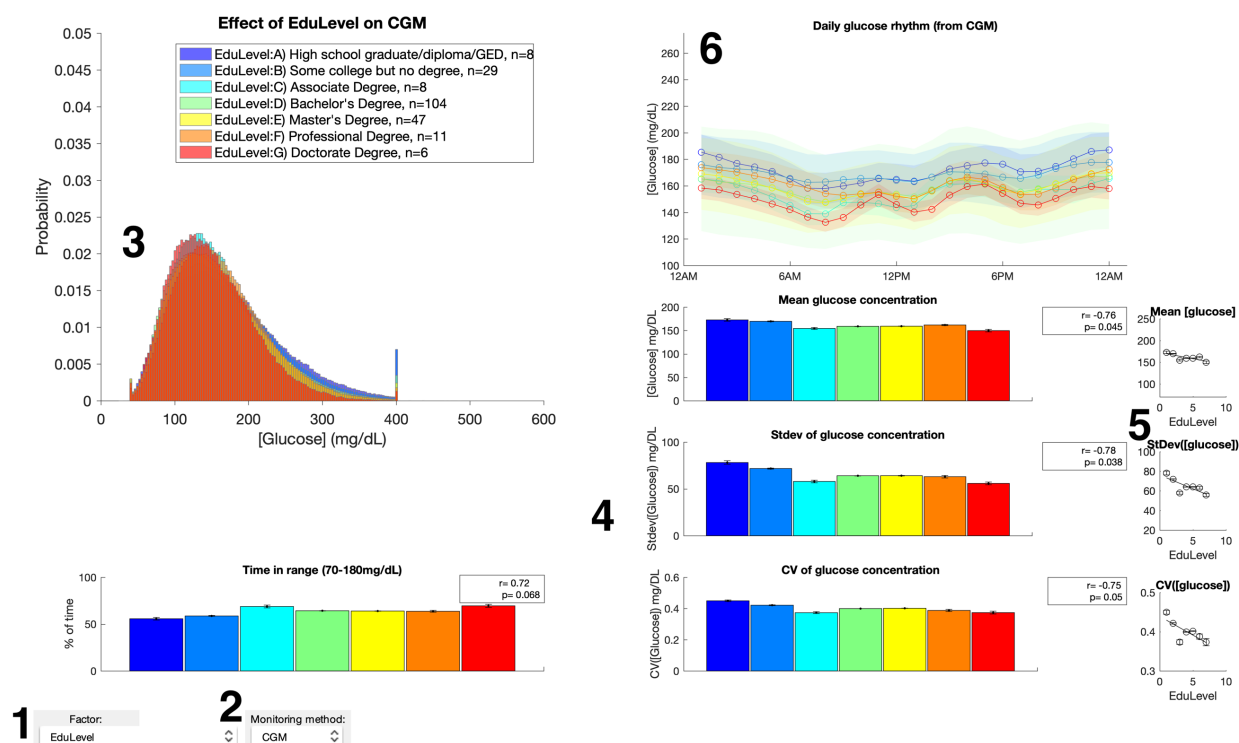 Effect of EduLevel on CGM
0.05
0.045
0.04
0.035
0.03
0.025
0.02
0.015
0.01
0.005
0
Probability
EduLevel:A) High school graduate/diploma/GED, n=8
EduLevel:B) Some college but no degree, n=29
EduLevel:C) Associate Degree, n=8
EduLevel:D) Bachelor's Degree, n=104
EduLevel:E) Master's Degree, n=47
EduLevel:F) Professional Degree, n=11
EduLevel:G) Doctorate Degree, n=6
3
0 100 200 300 400 500 600
[Glucose] (mg/dL)
Daily glucose rhythm (from CGM)
6
260
240
220
200
180
160
140
120
100
[Glucose] (mg/dL)
12AM 6AM 12PM 6PM 12AM
Mean glucose concentration
200
150
100
50
0
[Glucose] mg/DL
r= -0.76
p= 0.045
Mean [glucose]
250
200
150
100
0 5 10
EduLevel
5
4
Stdev of glucose concentration
100
50
0
Stdev([Glucose]) mg/DL
r= -0.78
p= 0.038
StDev([glucose])
100
80
60
40
20
0 5 10
EduLevel
Time in range (70-180mg/dL)
100
50
0
% of time
r= 0.72
p= 0.068
CV of glucose concentration
0.6
0.4
0.2
0
CV([Glucose]) mg/DL
r= -0.75
p= 0.05
CV([glucose])
0.5
0.4
0.3
0 5 10
EduLevel
1
Factor:
EduLevel
2
Monitoring method:
CGM